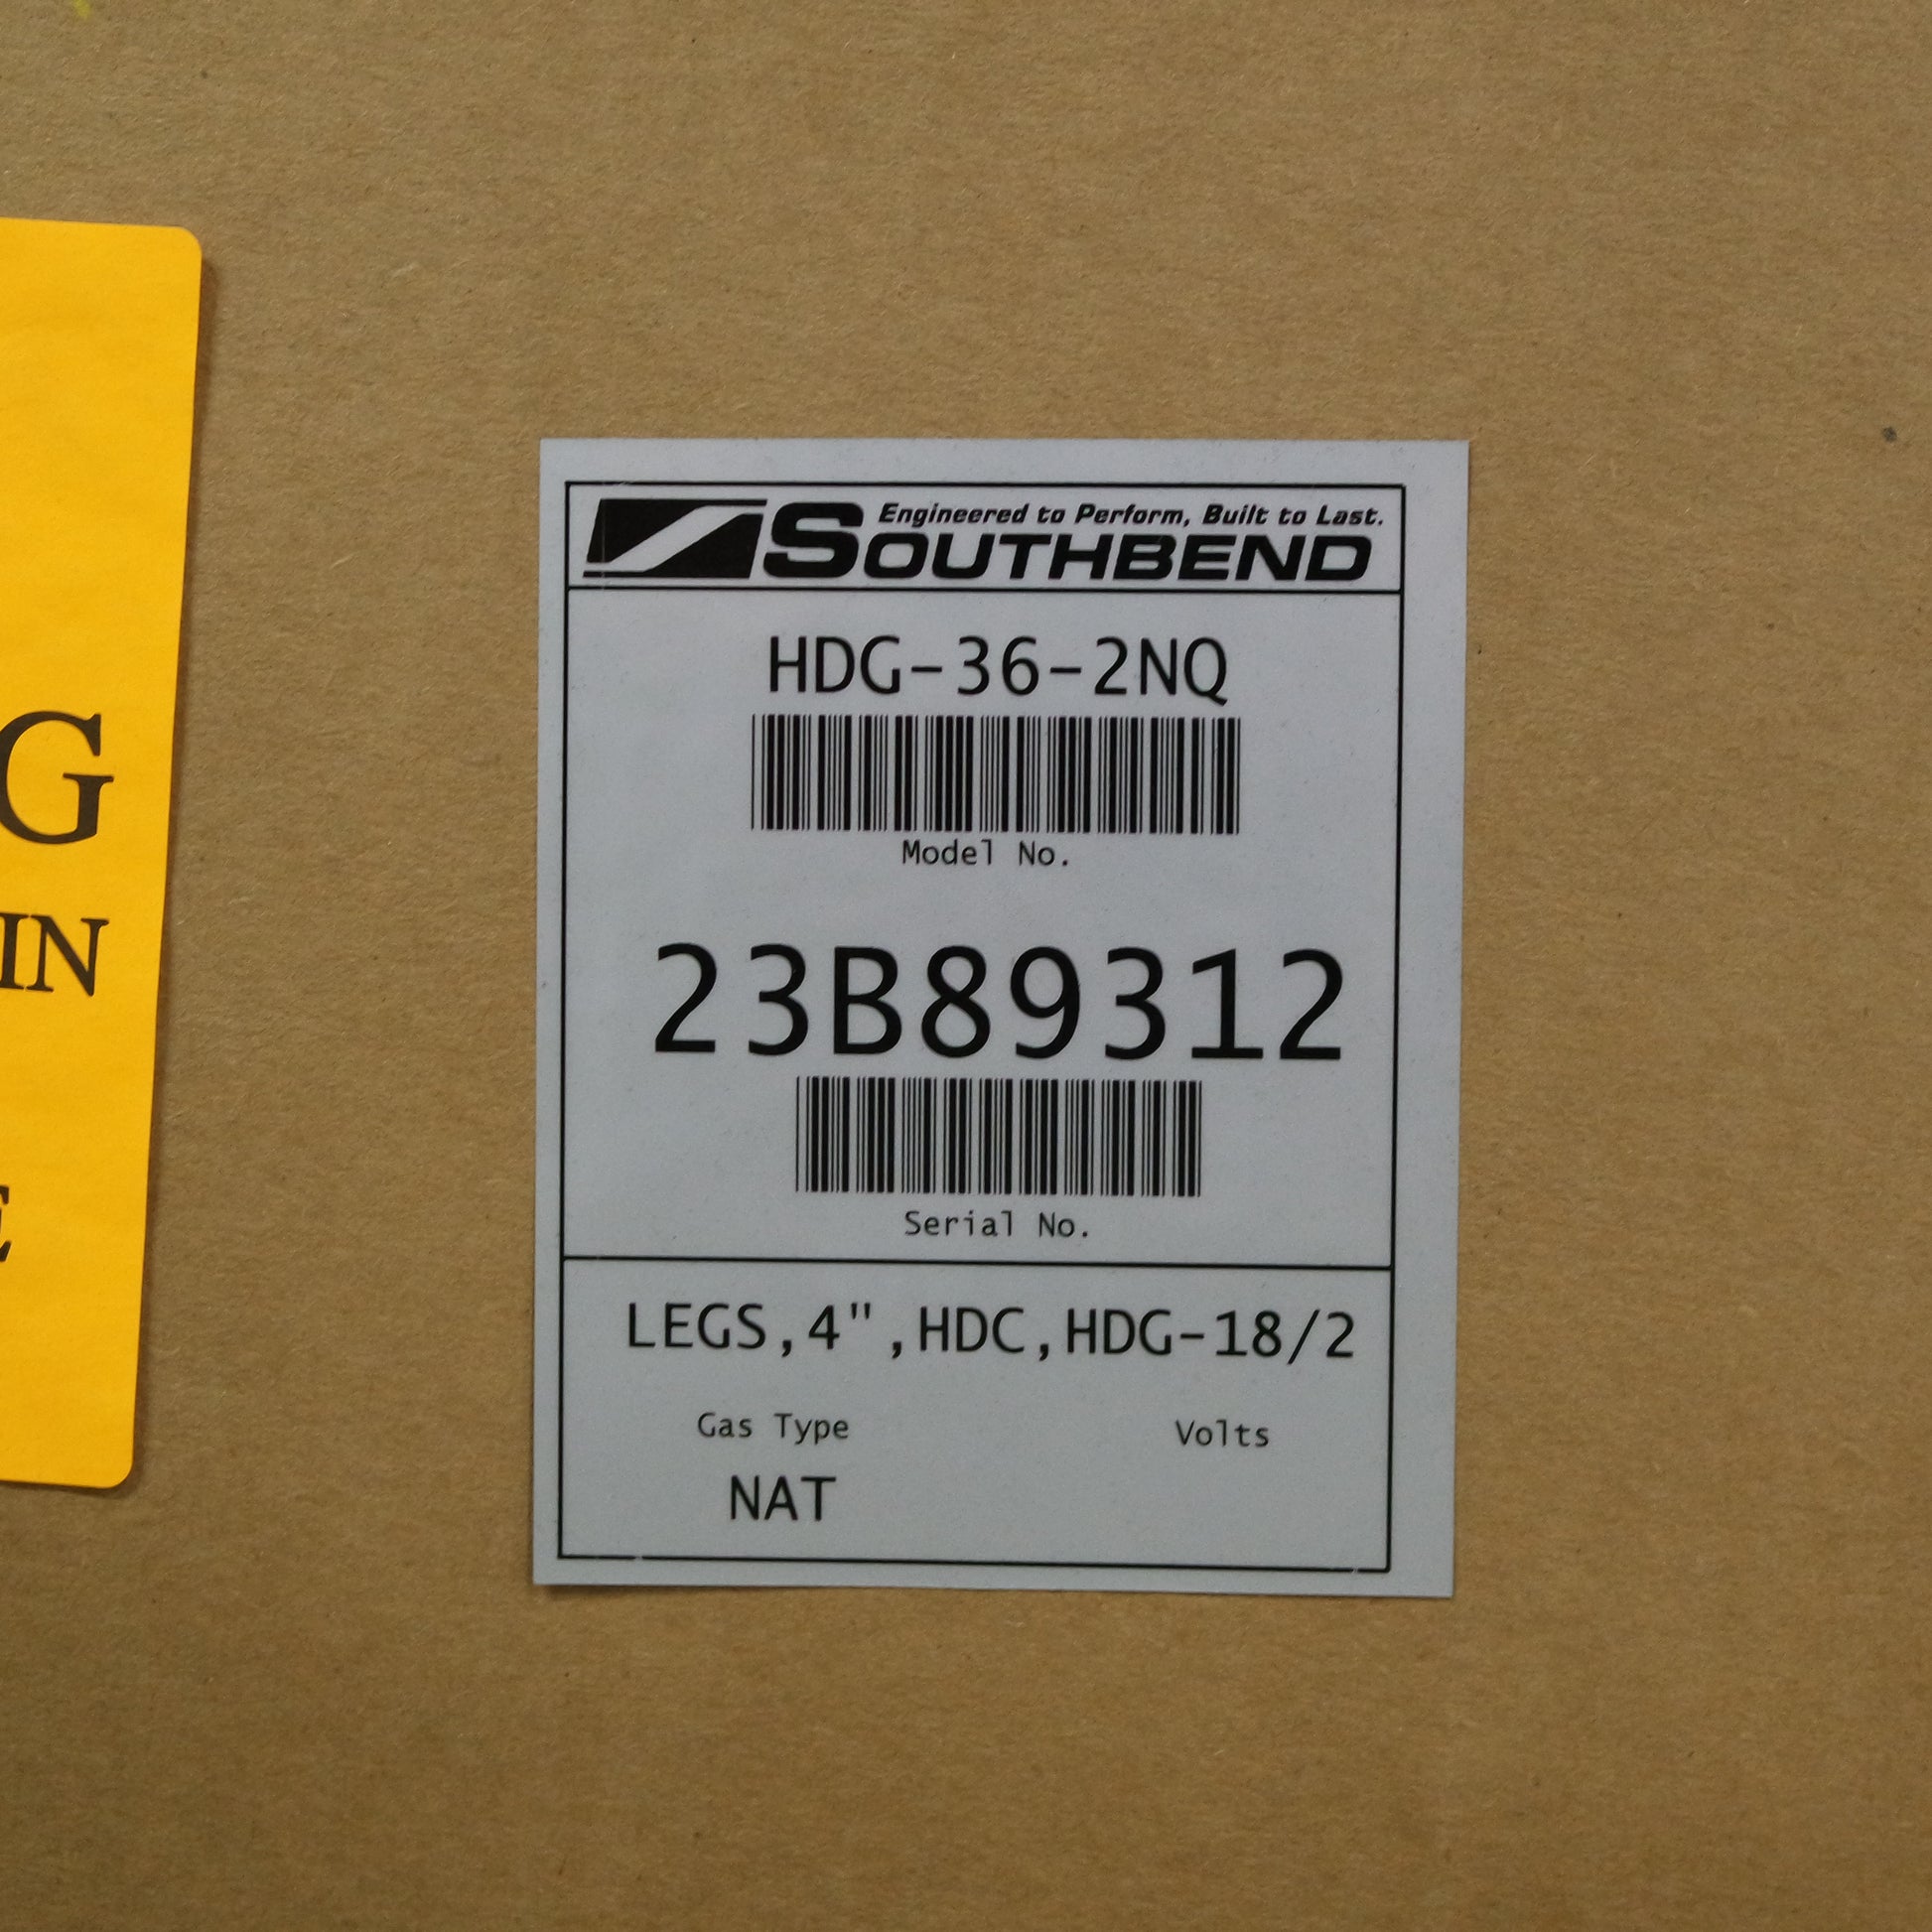 G
IN
E
Engineered to Perform, Built to Last.
SOUTHBEND
HDG-36-2NQ
Model No.
23B89312
Serial No.
LEGS,4",HDC,HDG-18/2
Gas Type
Volts
NAT